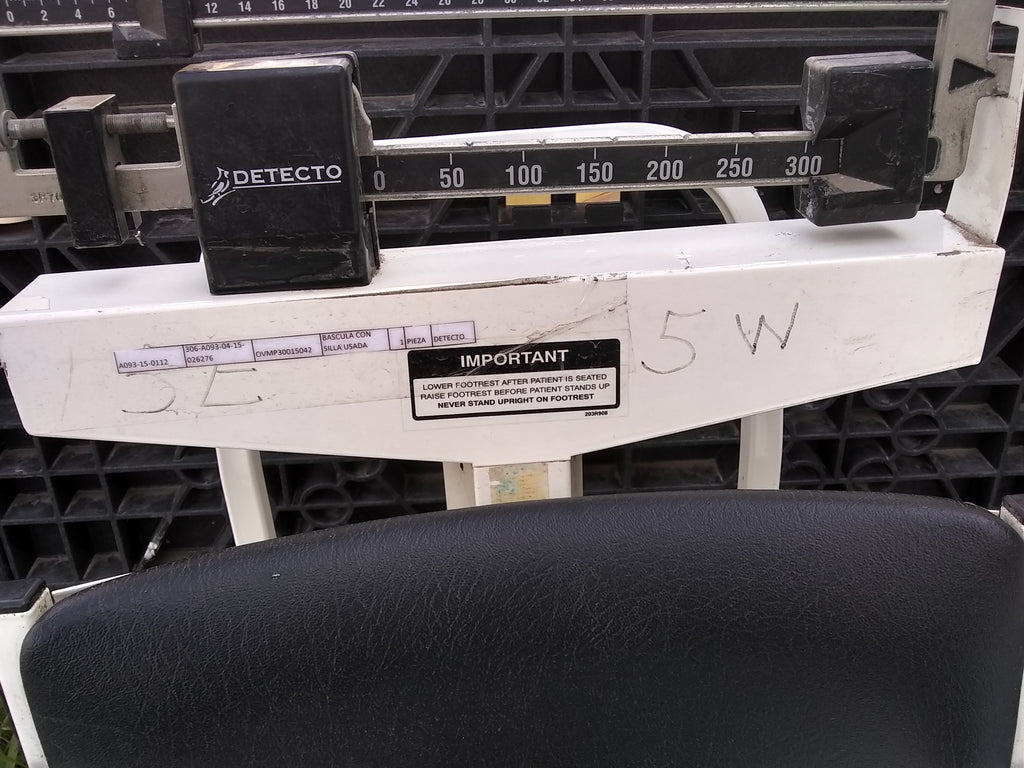 0 2 4 6 12 14 16 18 20 22 24
DETECTO
0 50 100 150 200 250 300
A093-15-0112
306-A093-04-15-
026276
OVMP30015042
BASCULA CON
SILLA USADA
1
PIEZA
DETECTO
5 W
IMPORTANT
LOWER FOOTREST AFTER PATIENT IS SEATED
RAISE FOOTREST BEFORE PATIENT STANDS UP
NEVER STAND UPRIGHT ON FOOTREST
203R908